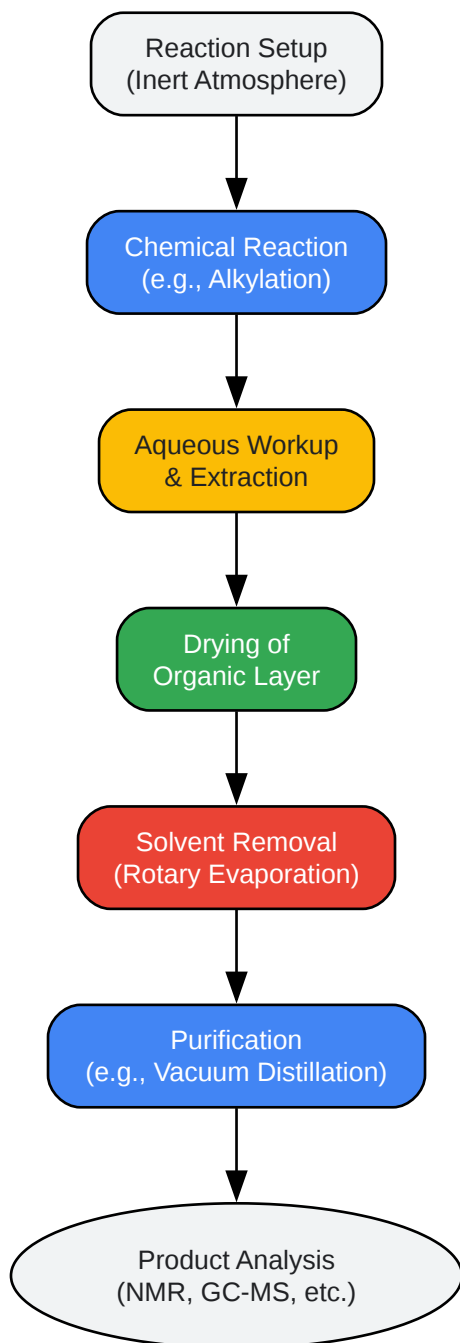 Reaction Setup
(Inert Atmosphere)
Chemical Reaction
(e.g., Alkylation)
Aqueous Workup
& Extraction
Drying of
Organic Layer
Solvent Removal
(Rotary Evaporation)
Purification
(e.g., Vacuum Distillation)
Product Analysis
(NMR, GC-MS, etc.)